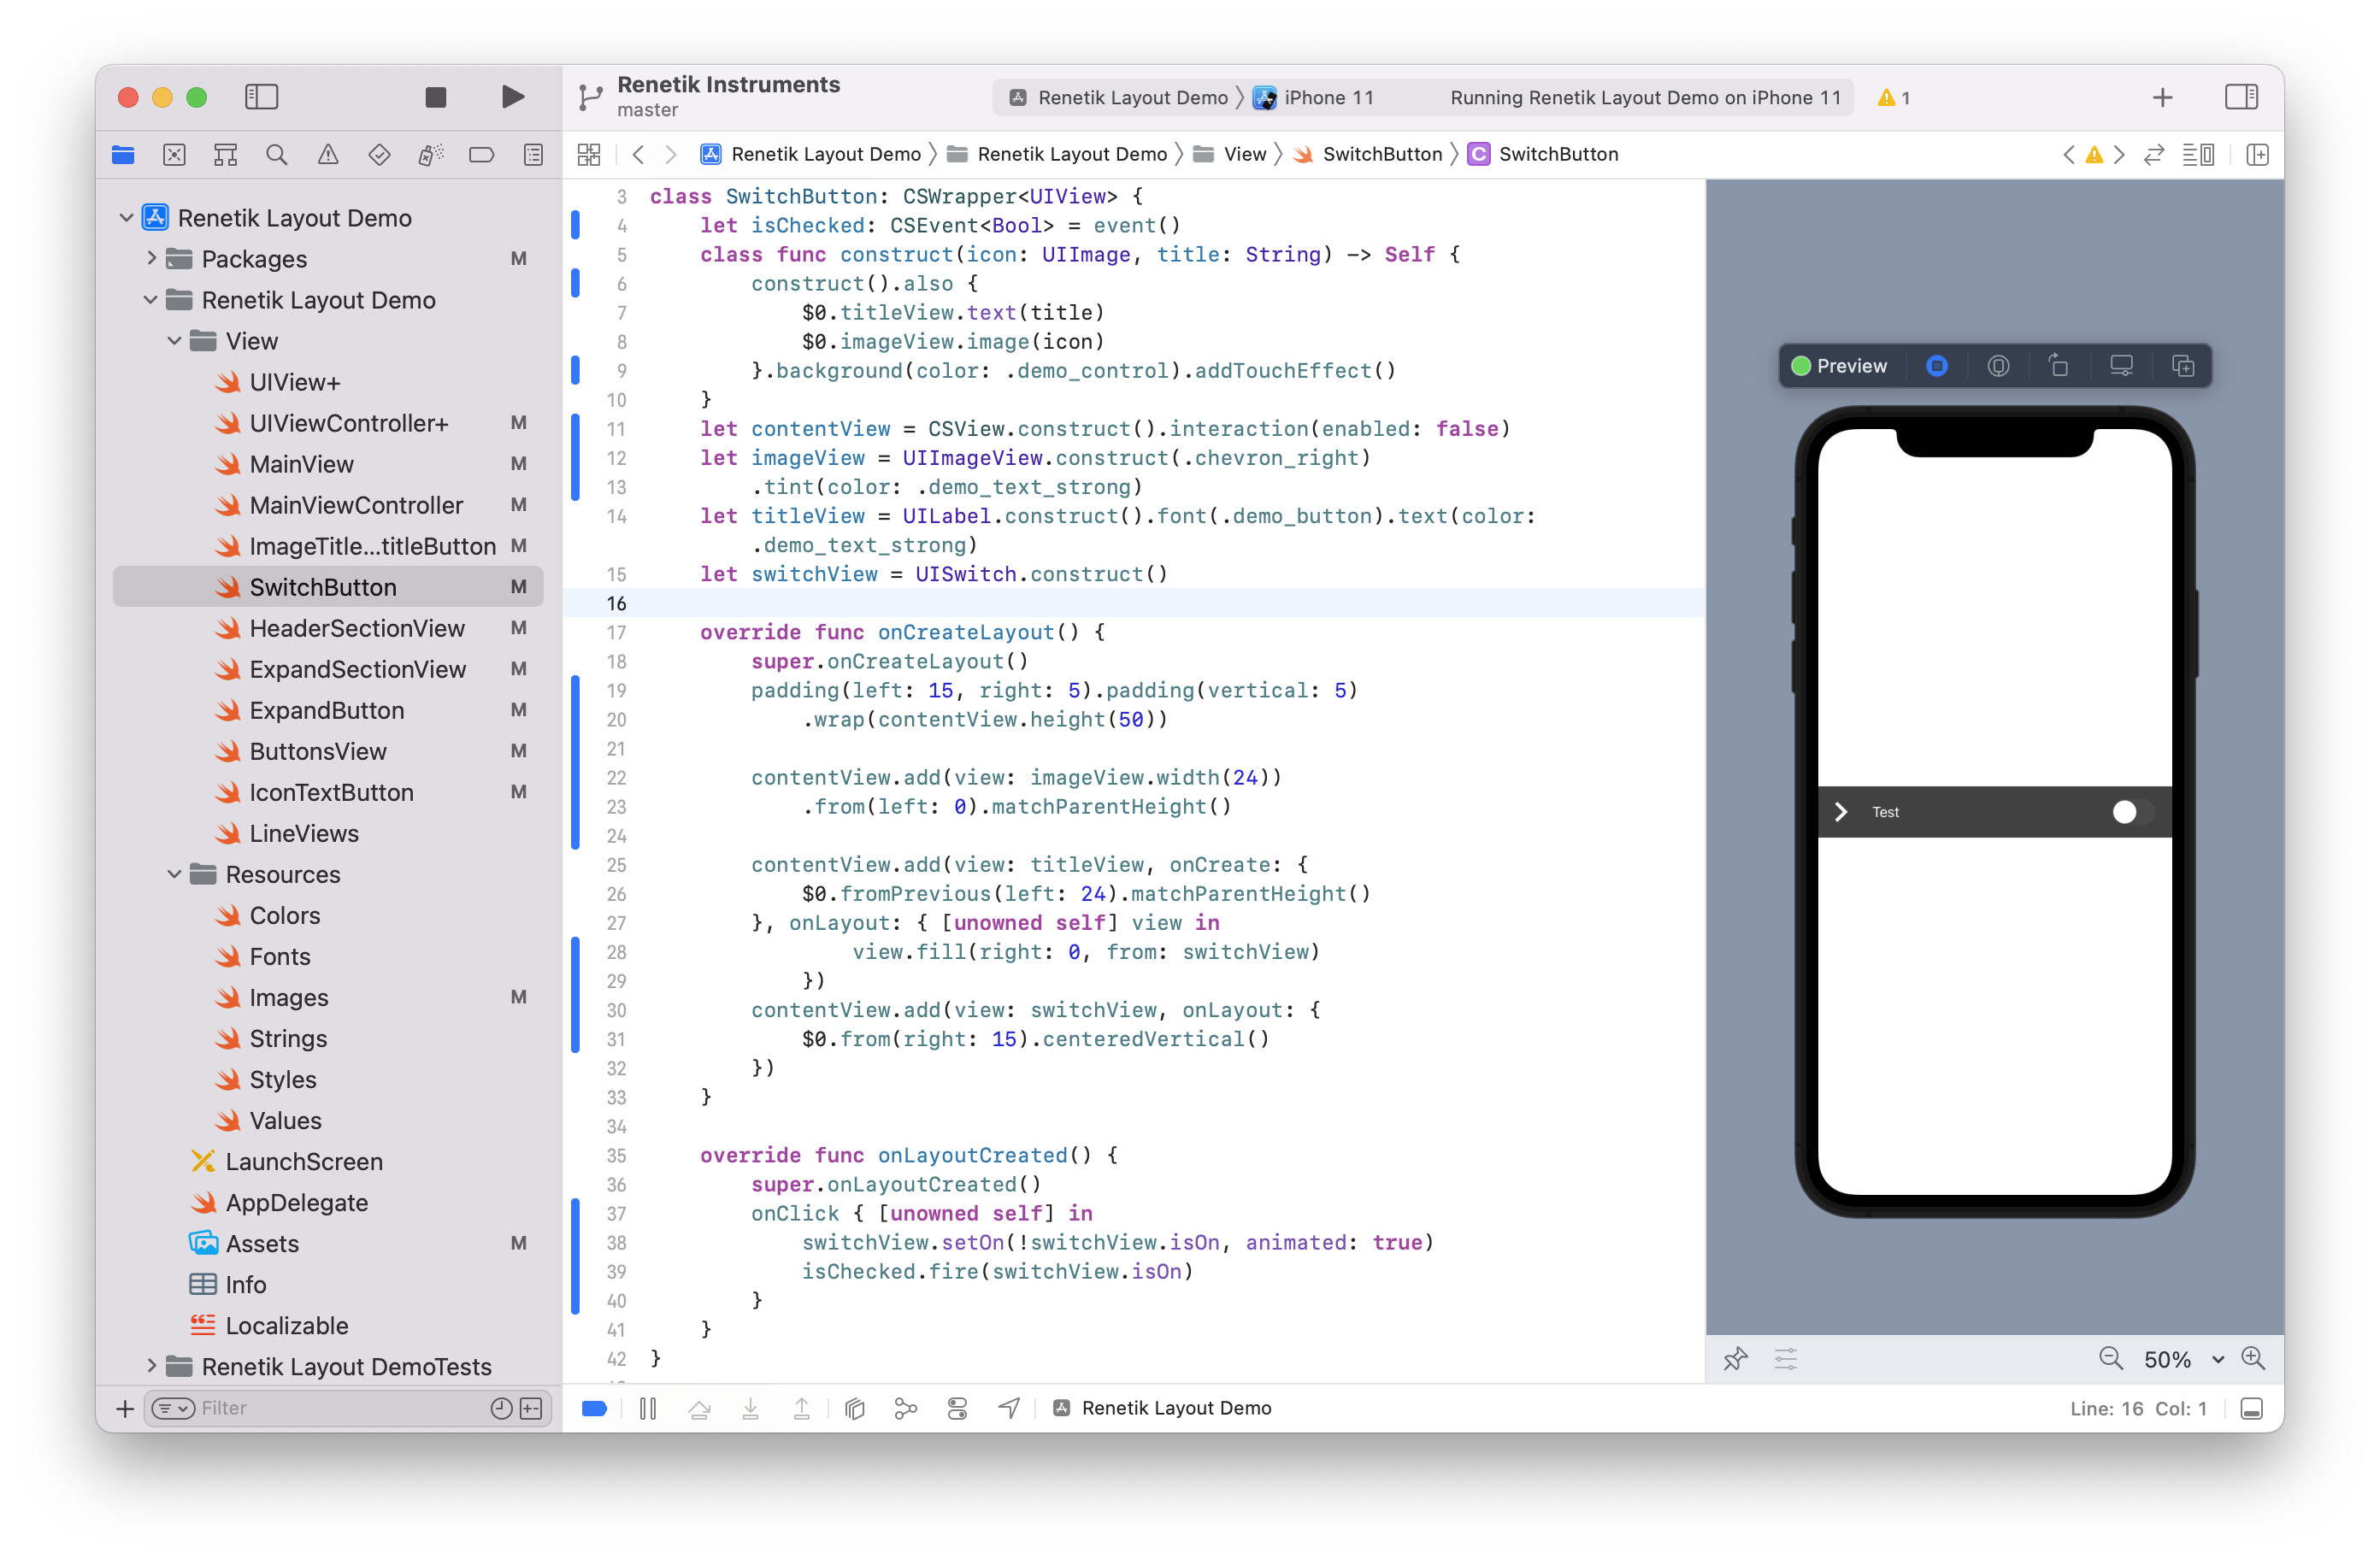 Renetik Instruments
master
Renetik Layout Demo
iPhone 11
Running Renetik Layout Demo on iPhone 11
1
Renetik Layout Demo
Renetik Layout Demo
View
SwitchButton
C SwitchButton
Renetik Layout Demo
Packages M
Renetik Layout Demo
View
UIView+
UIViewController+ M
MainView M
MainViewController M
ImageTitle...titleButton M
SwitchButton M
HeaderSectionView M
ExpandSectionView M
ExpandButton M
ButtonsView M
IconTextButton M
LineViews
Resources
Colors
Fonts
Images M
Strings
Styles
Values
LaunchScreen
AppDelegate
Assets M
Info
Localizable
Renetik Layout DemoTests
Filter
3 class SwitchButton: CSWrapper<UIView> {
4 let isChecked: CSEvent<Bool> = event()
5 class func construct(icon: UIImage, title: String) -> Self {
6 construct().also {
7 $0.titleView.text(title)
8 $0.imageView.image(icon)
9 }.background(color: .demo_control).addTouchEffect()
10 }
11 let contentView = CSView.construct().interaction(enabled: false)
12 let imageView = UIImageView.construct(.chevron_right)
13 .tint(color: .demo_text_strong)
14 let titleView = UILabel.construct().font(.demo_button).text(color:
.demo_text_strong)
15 let switchView = UISwitch.construct()
16
17 override func onCreateLayout() {
18 super.onCreateLayout()
19 padding(left: 15, right: 5).padding(vertical: 5)
20 .wrap(contentView.height(50))
21
22 contentView.add(view: imageView.width(24))
23 .from(left: 0).matchParentHeight()
24
25 contentView.add(view: titleView, onCreate: {
26 $0.fromPrevious(left: 24).matchParentHeight()
27 }, onLayout: { [unowned self] view in
28 view.fill(right: 0, from: switchView)
29 })
30 contentView.add(view: switchView, onLayout: {
31 $0.from(right: 15).centeredVertical()
32 })
33 }
34
35 override func onLayoutCreated() {
36 super.onLayoutCreated()
37 onClick { [unowned self] in
38 switchView.setOn(!switchView.isOn, animated: true)
39 isChecked.fire(switchView.isOn)
40 }
41 }
42 }
Preview
Test
50%
Renetik Layout Demo
Line: 16 Col: 1